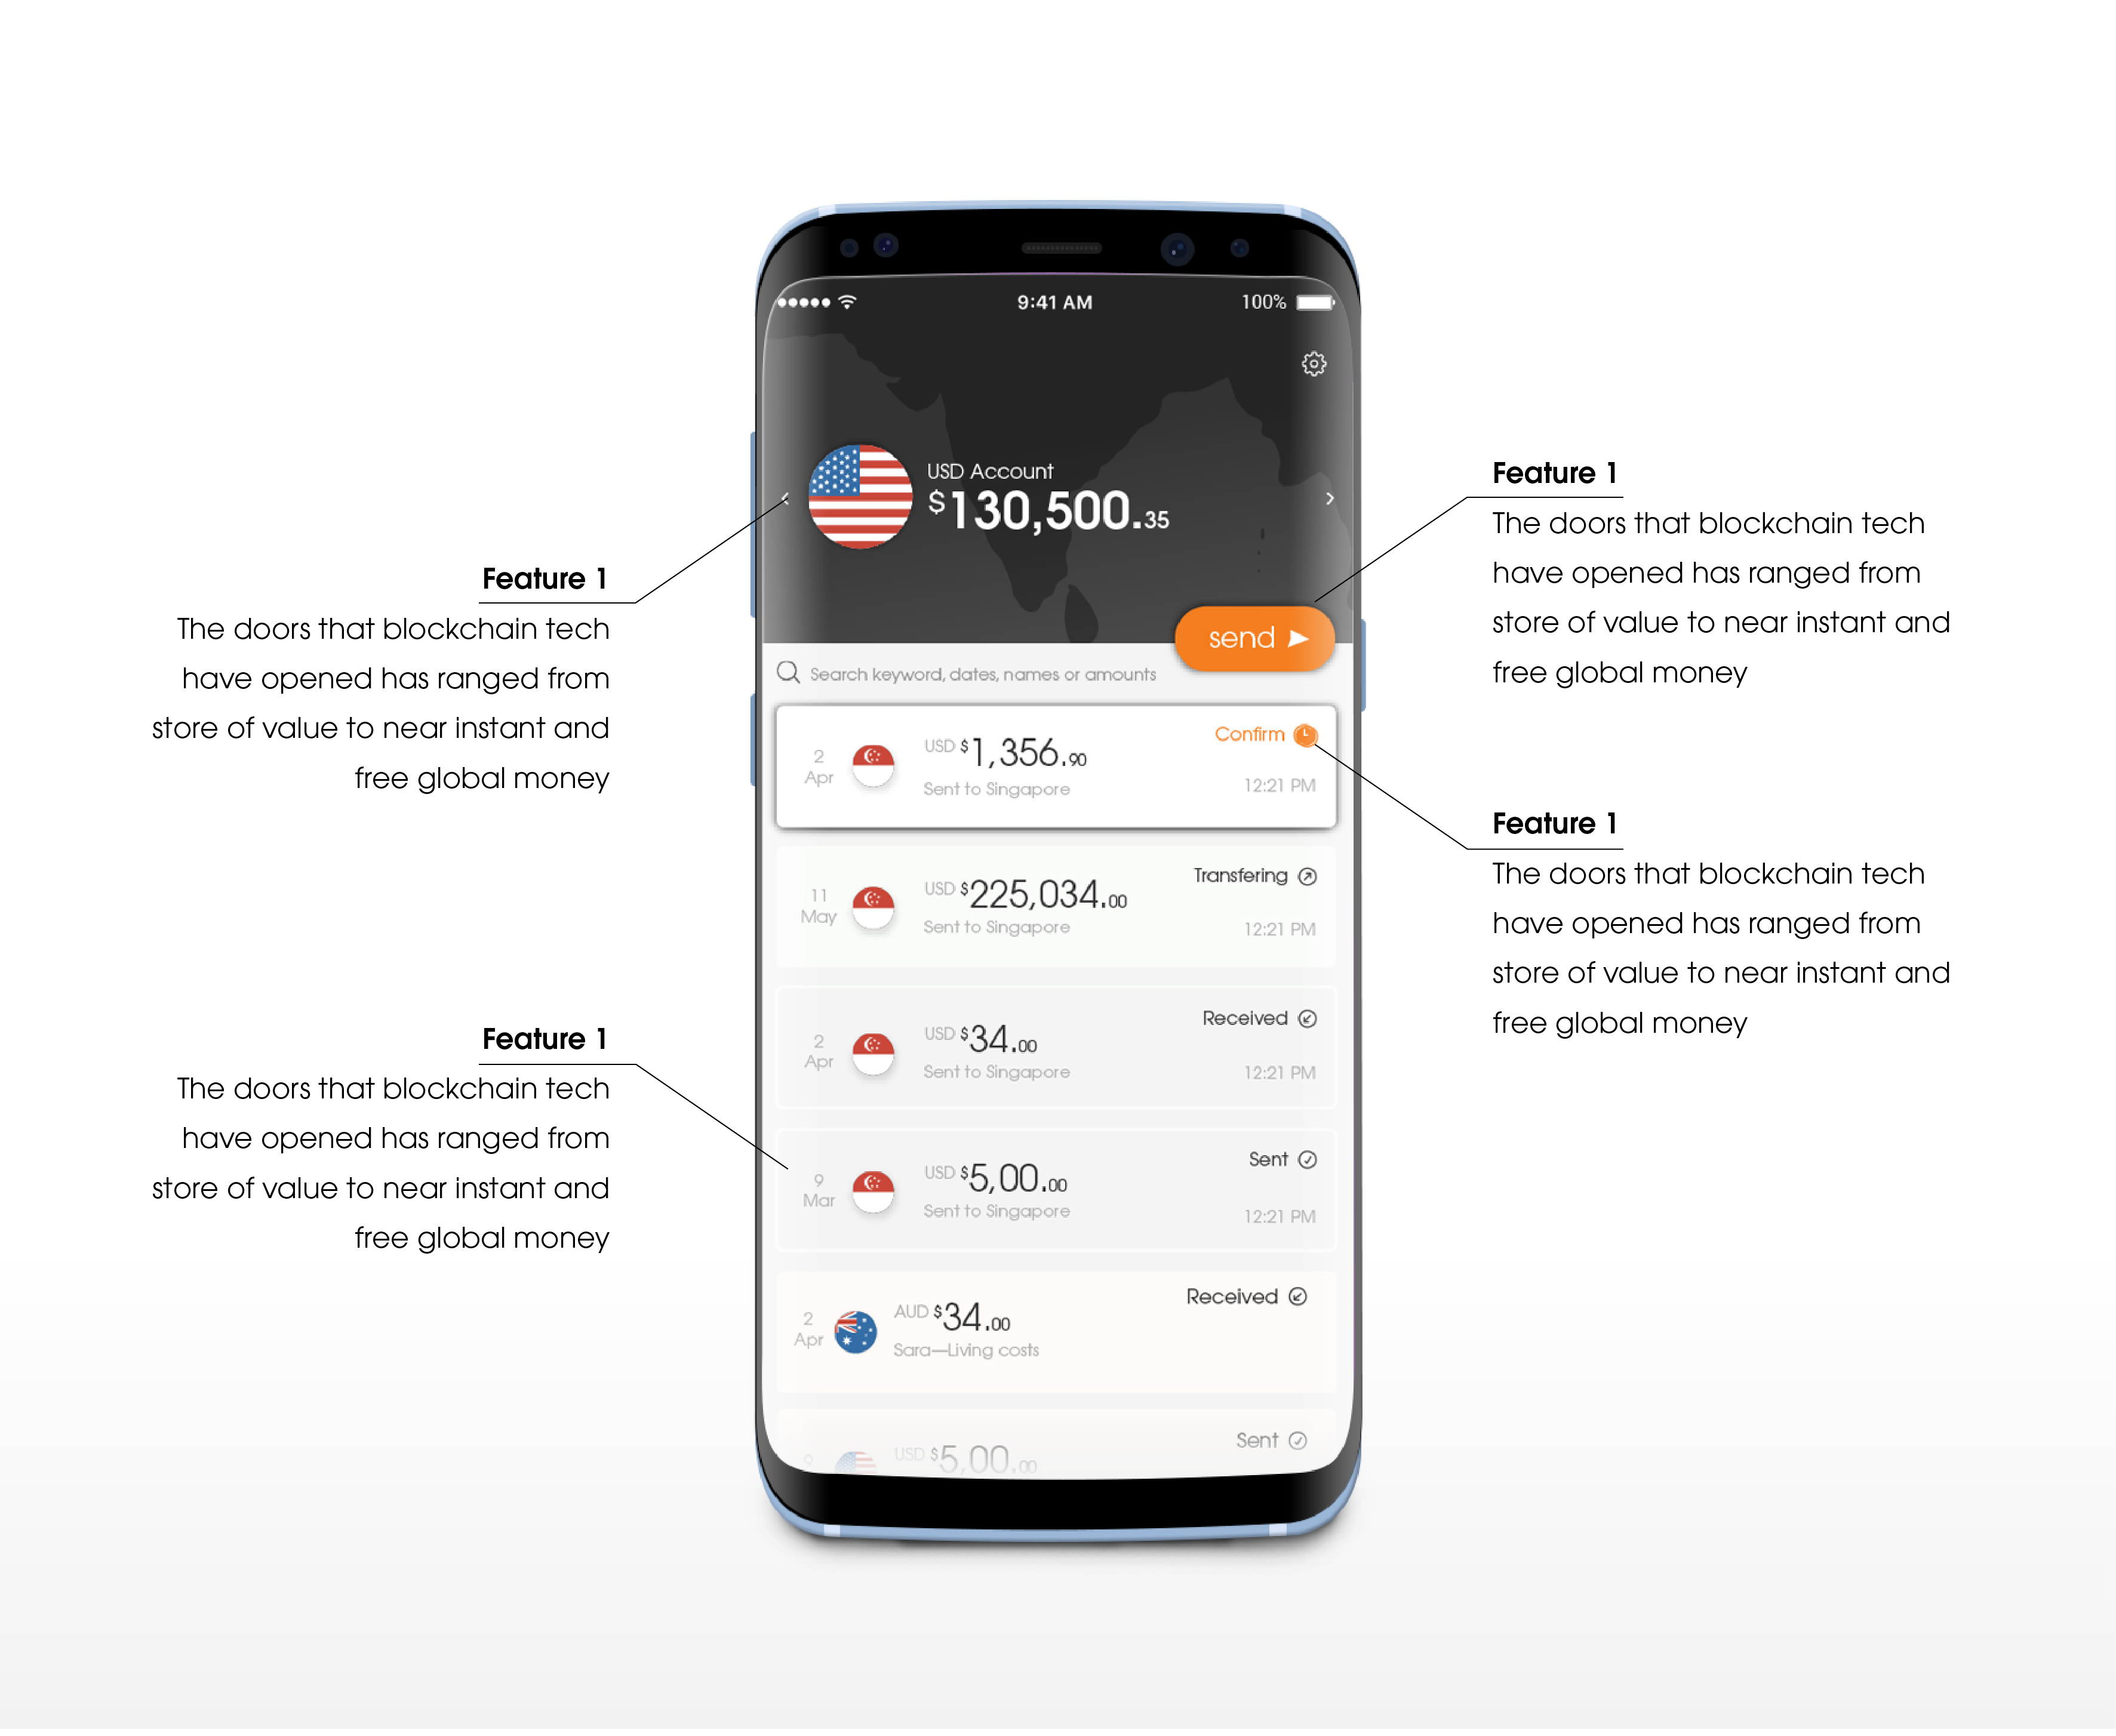 9:41 AM
100%
USD Account
$130,500.35
send
Search keyword, dates, names or amounts
2
Apr
USD $1,356.90
Sent to Singapore
Confirm
12:21 PM
11
May
USD $225,034.00
Sent to Singapore
Transfering
12:21 PM
2
Apr
USD $34.00
Sent to Singapore
Received
12:21 PM
9
Mar
USD $5,00.00
Sent to Singapore
Sent
12:21 PM
2
Apr
AUD $34.00
Sara—Living costs
Received
9
USD $5,00.00
Sent
Feature 1
The doors that blockchain tech
have opened has ranged from
store of value to near instant and
free global money
Feature 1
The doors that blockchain tech
have opened has ranged from
store of value to near instant and
free global money
Feature 1
The doors that blockchain tech
have opened has ranged from
store of value to near instant and
free global money
Feature 1
The doors that blockchain tech
have opened has ranged from
store of value to near instant and
free global money